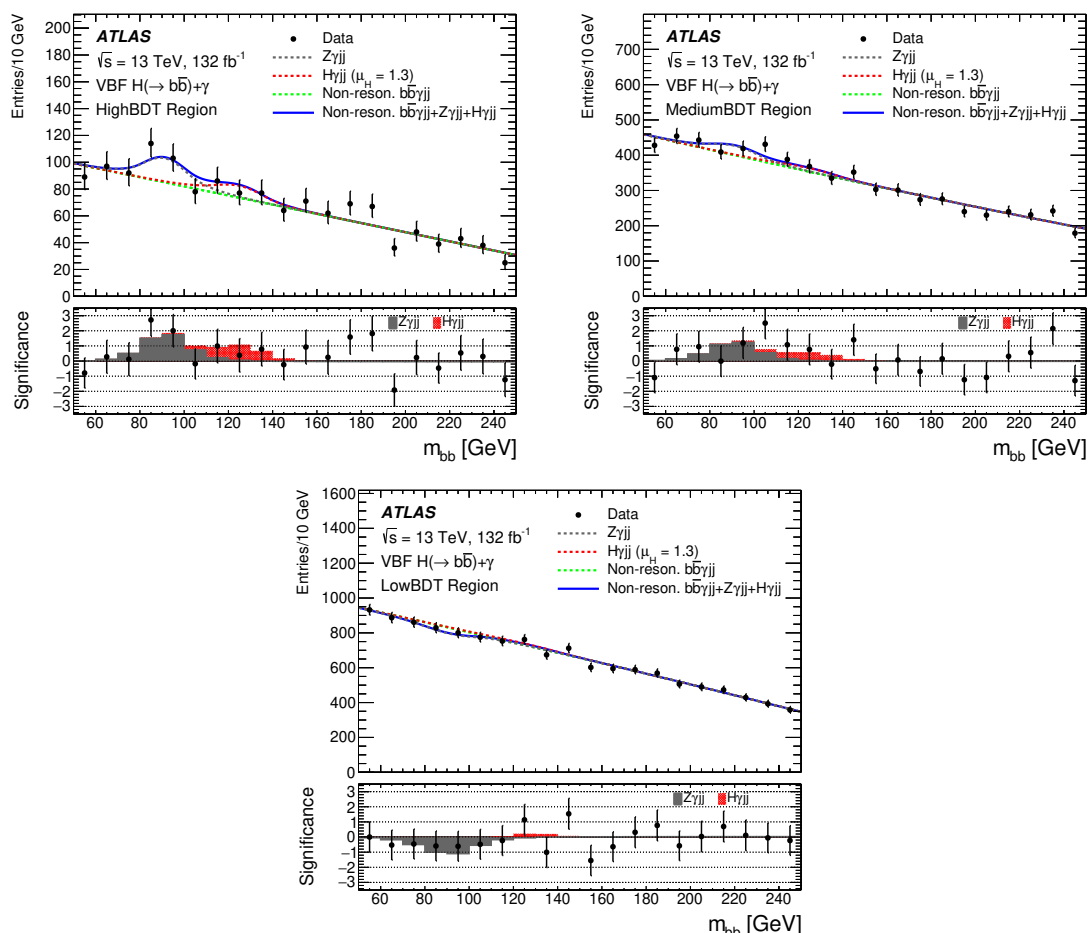 Entries/10 GeV
220
200
180
160
140
120
100
80
60
40
20
0
ATLAS
√s = 13 TeV, 132 fb⁻¹
VBF H(→ bb̅)+γ
HighBDT Region
Data
Zγjj
Hγjj (μ_H = 1.3)
Non-reson. bb̅γjj
Non-reson. bb̅γjj+Zγjj+Hγjj
Significance
3
2
1
0
−1
−2
−3
Zγjj Hγjj
60 80 100 120 140 160 180 200 220 240
m_bb [GeV]
Entries/10 GeV
700
600
500
400
300
200
100
0
ATLAS
√s = 13 TeV, 132 fb⁻¹
VBF H(→ bb̅)+γ
MediumBDT Region
Data
Zγjj
Hγjj (μ_H = 1.3)
Non-reson. bb̅γjj
Non-reson. bb̅γjj+Zγjj+Hγjj
Significance
3
2
1
0
−1
−2
−3
Zγjj Hγjj
60 80 100 120 140 160 180 200 220 240
m_bb [GeV]
Entries/10 GeV
1600
1400
1200
1000
800
600
400
200
0
ATLAS
√s = 13 TeV, 132 fb⁻¹
VBF H(→ bb̅)+γ
LowBDT Region
Data
Zγjj
Hγjj (μ_H = 1.3)
Non-reson. bb̅γjj
Non-reson. bb̅γjj+Zγjj+Hγjj
Significance
3
2
1
0
−1
−2
−3
Zγjj Hγjj
60 80 100 120 140 160 180 200 220 240
m_bb [GeV]